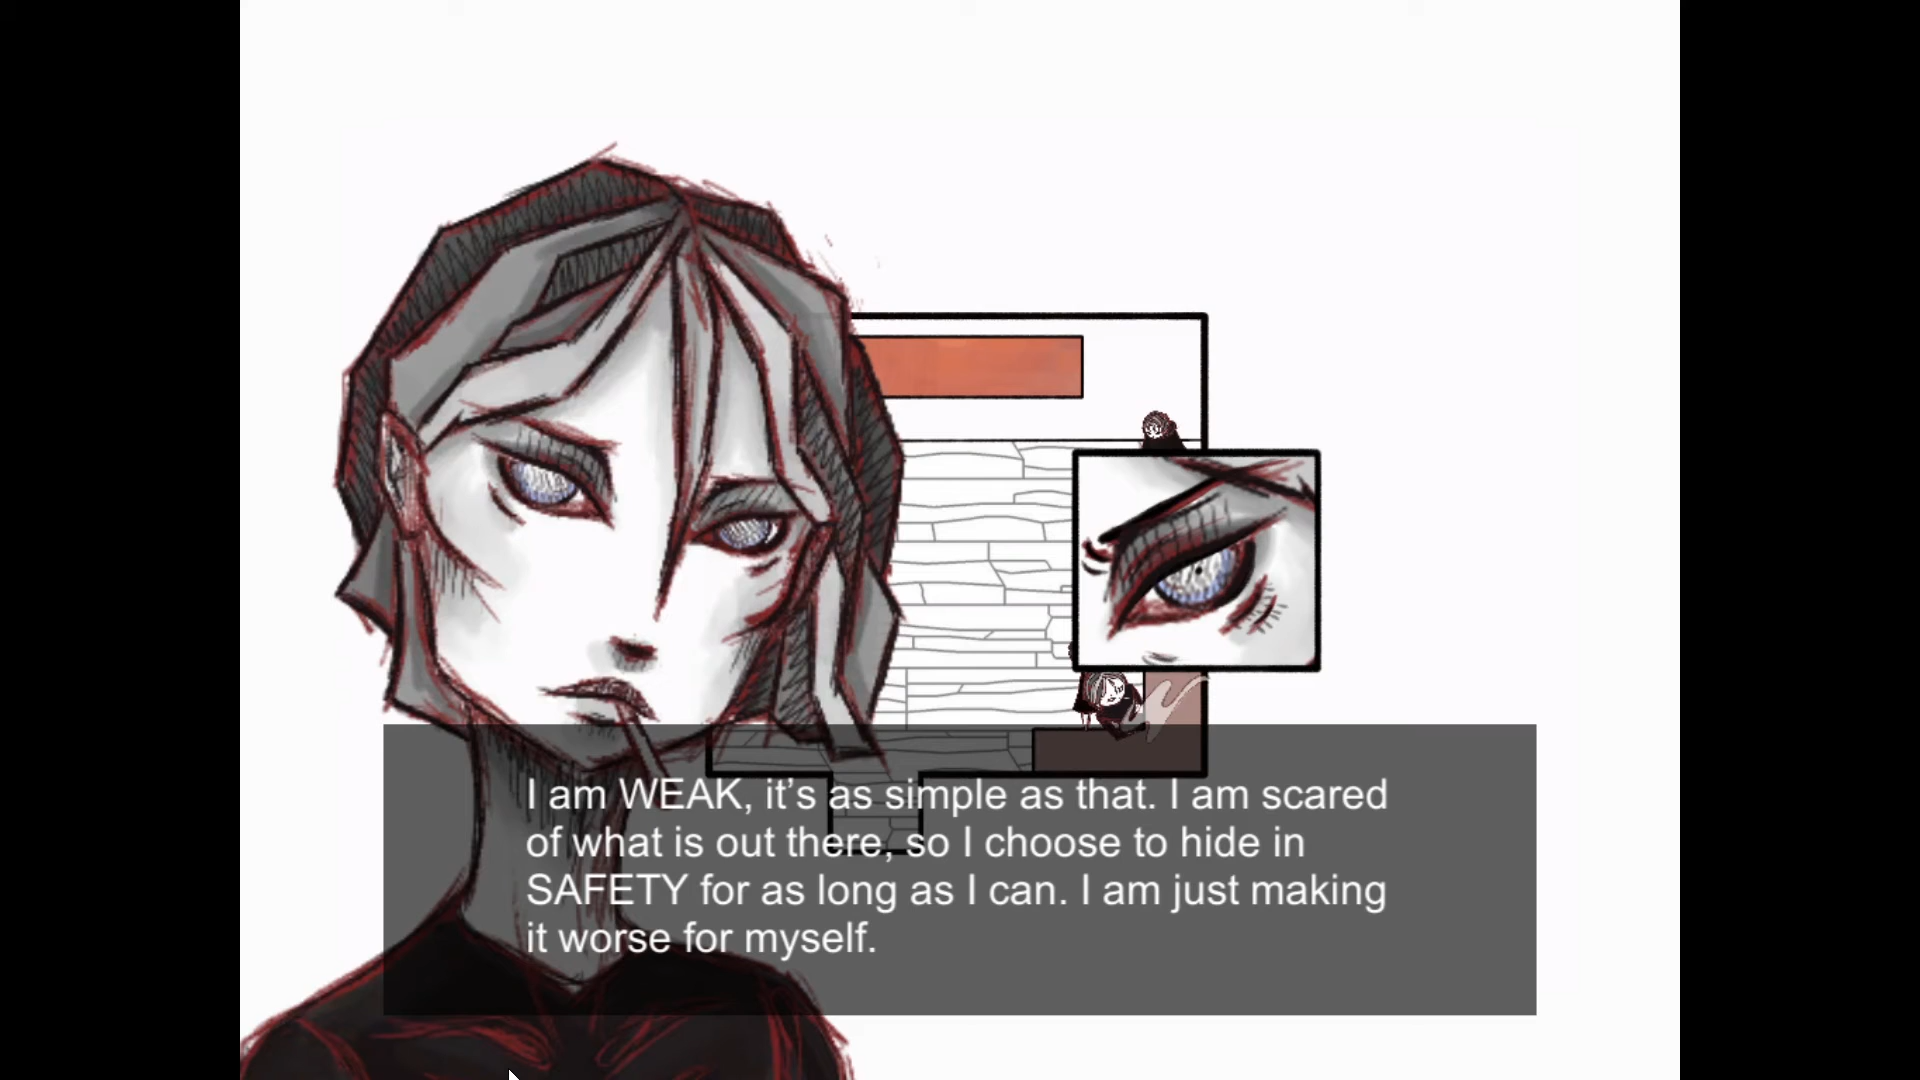 I am WEAK, it’s as simple as that. I am scared
of what is out there, so I choose to hide in
SAFETY for as long as I can. I am just making
it worse for myself.